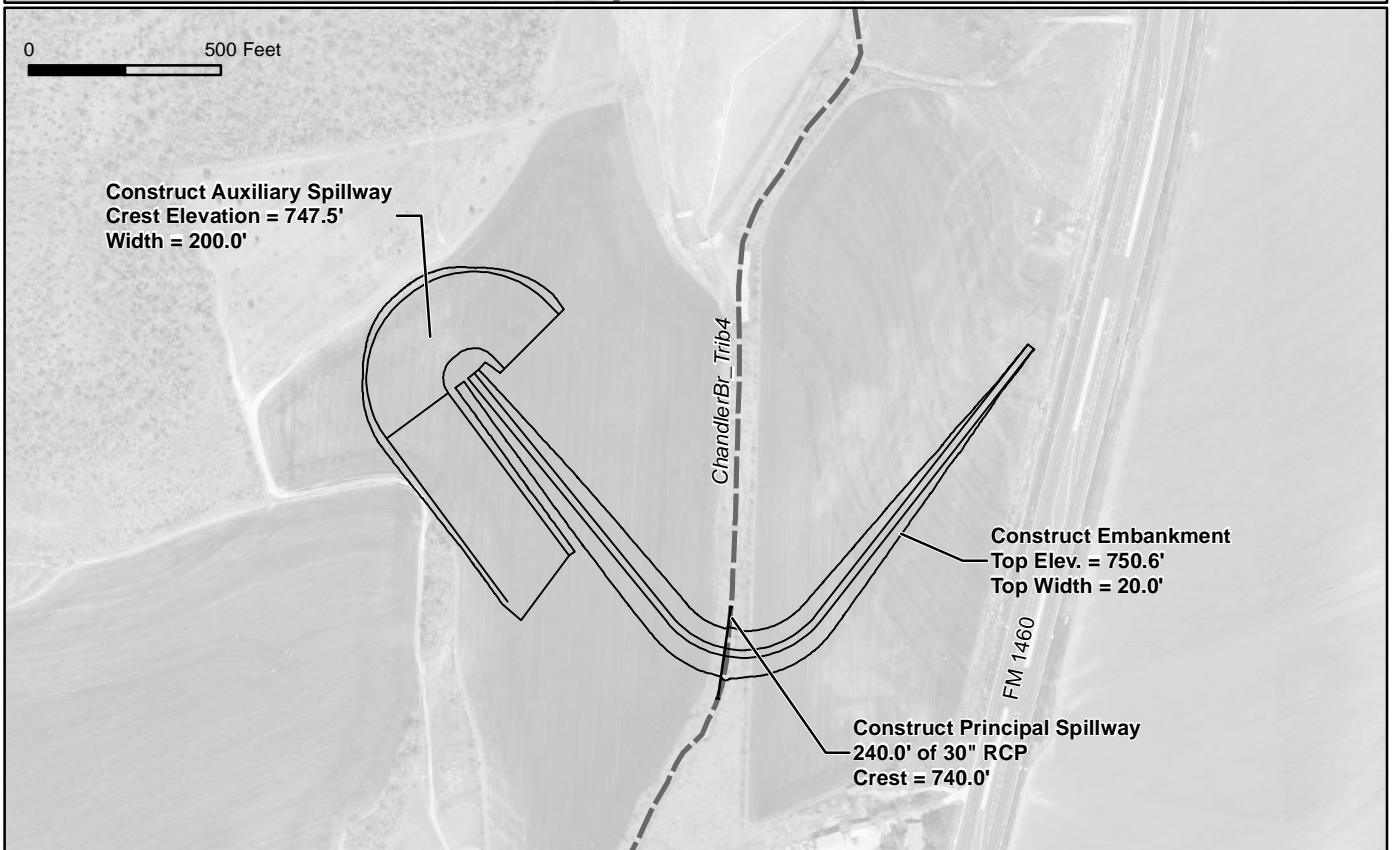 0 500 Feet
Construct Auxiliary Spillway
Crest Elevation = 747.5'
Width = 200.0'
ChandlerBr_Trib4
Construct Embankment
Top Elev. = 750.6'
Top Width = 20.0'
FM 1460
Construct Principal Spillway
240.0' of 30" RCP
Crest = 740.0'